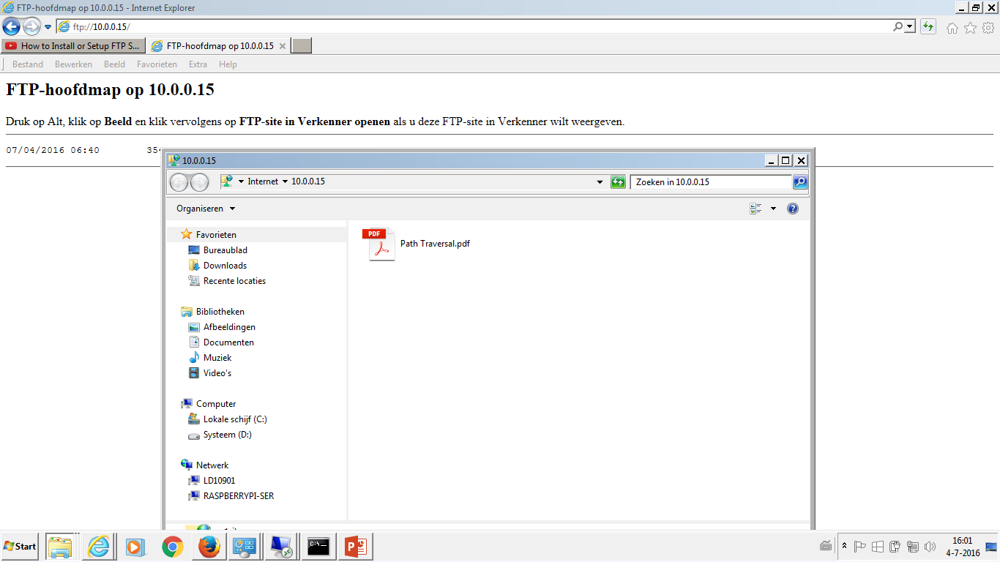 FTP-hoofdmap op 10.0.0.15 - Internet Explorer
ftp://10.0.0.15/
How to Install or Setup FTP S...
FTP-hoofdmap op 10.0.0.15
Bestand Bewerken Beeld Favorieten Extra Help
FTP-hoofdmap op 10.0.0.15
Druk op Alt, klik op Beeld en klik vervolgens op FTP-site in Verkenner openen als u deze FTP-site in Verkenner wilt weergeven.
07/04/2016 06:40 354
10.0.0.15
Internet 10.0.0.15
Zoeken in 10.0.0.15
Organiseren
Favorieten
Bureaublad
Downloads
Recente locaties
Bibliotheken
Afbeeldingen
Documenten
Muziek
Video's
Computer
Lokale schijf (C:)
Systeem (D:)
Netwerk
LD10901
RASPBERRYPI-SER
PDF
Path Traversal.pdf
Start
16:01
4-7-2016